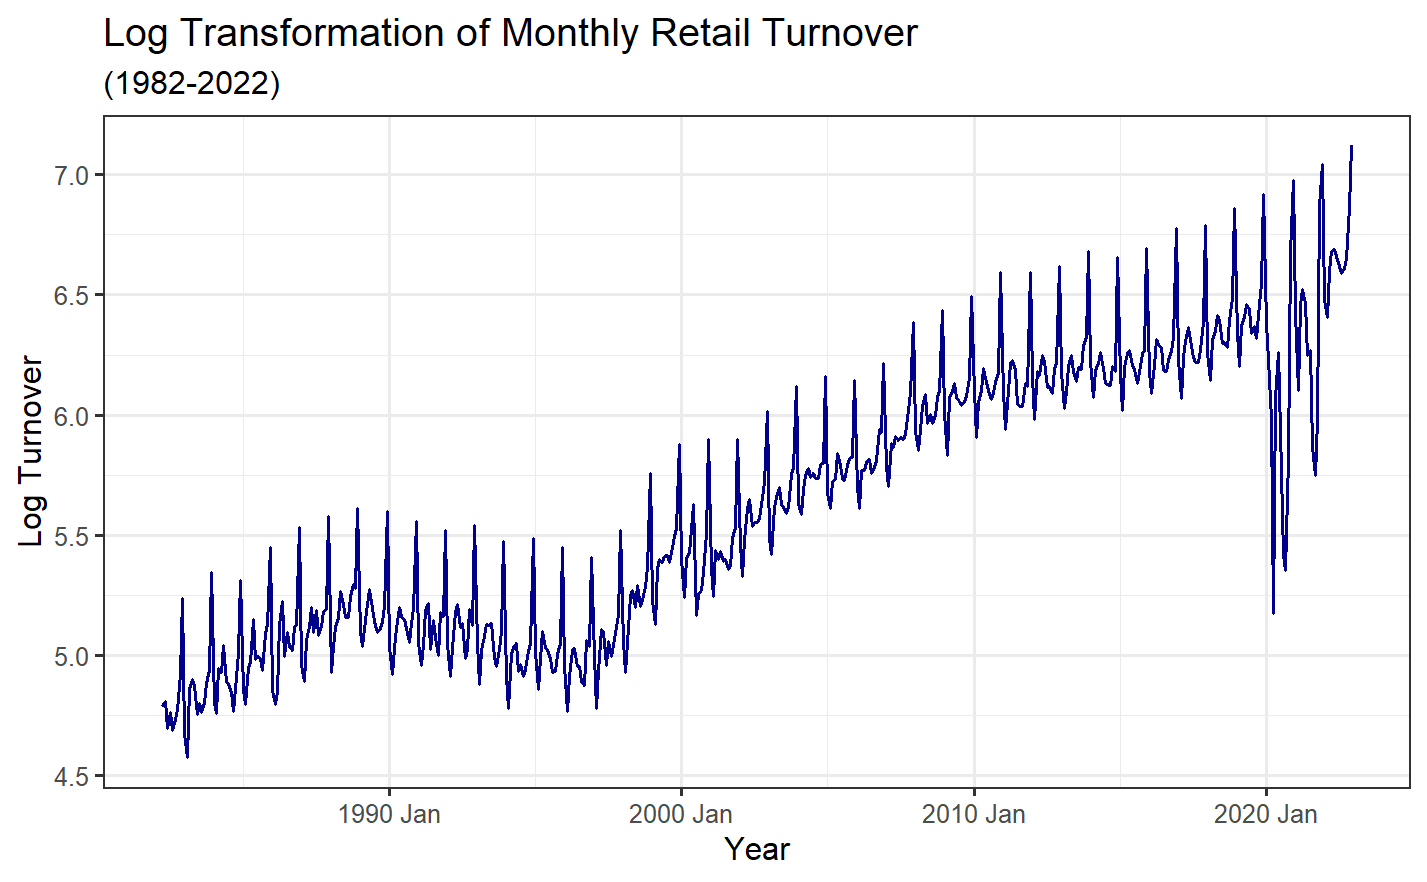 Log Transformation of Monthly Retail Turnover
(1982-2022)
Log Turnover
7.0
6.5
6.0
5.5
5.0
4.5
1990 Jan
2000 Jan
2010 Jan
2020 Jan
Year